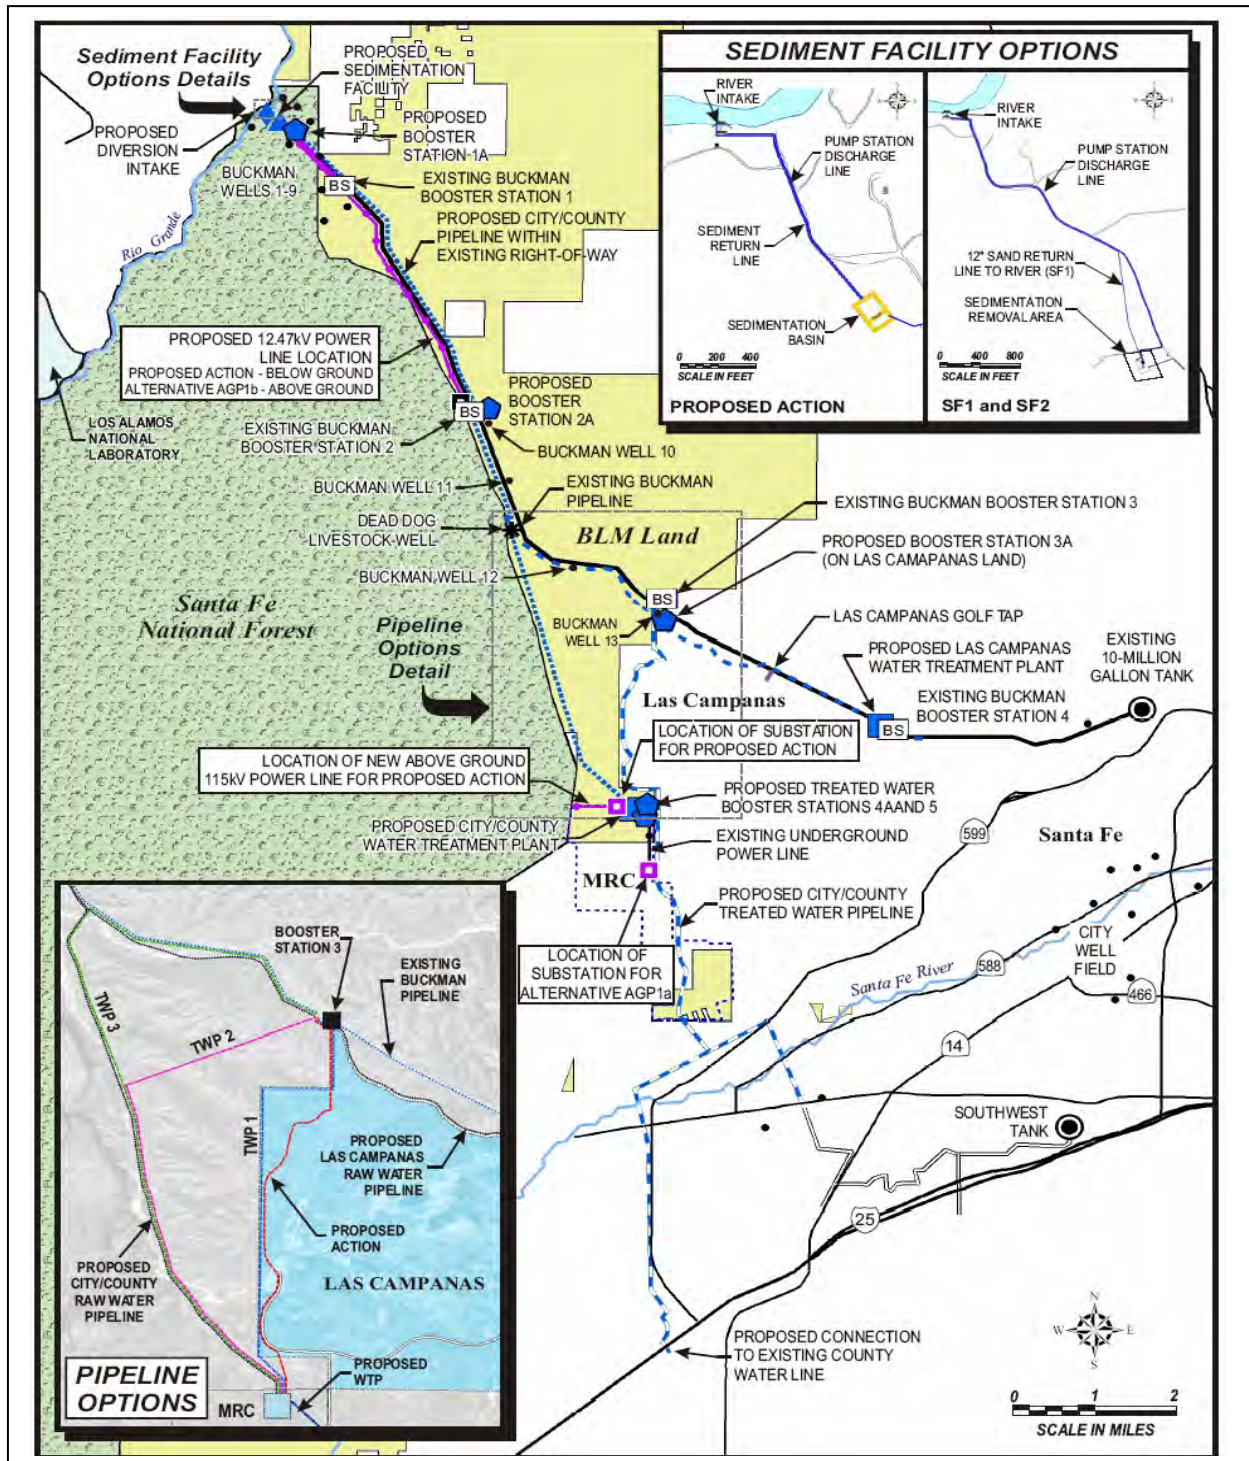 Sediment Facility
Options Details
PROPOSED
SEDIMENTATION
FACILITY
PROPOSED
BOOSTER
STATION 1A
PROPOSED
DIVERSION
INTAKE
BUCKMAN
WELLS 1-9
BS
EXISTING BUCKMAN
BOOSTER STATION 1
PROPOSED CITY/COUNTY
PIPELINE WITHIN
EXISTING RIGHT-OF-WAY
Rio Grande
PROPOSED 12.47kV POWER
LINE LOCATION
PROPOSED ACTION - BELOW GROUND
ALTERNATIVE AGP1b - ABOVE GROUND
LOS ALAMOS
NATIONAL
LABORATORY
BS
EXISTING BUCKMAN
BOOSTER STATION 2
PROPOSED
BOOSTER
STATION 2A
BUCKMAN WELL 10
BUCKMAN WELL 11
EXISTING BUCKMAN
PIPELINE
DEAD DOG
LIVESTOCK WELL
BLM Land
BUCKMAN WELL 12
EXISTING BUCKMAN BOOSTER STATION 3
PROPOSED BOOSTER STATION 3A
(ON LAS CAMAPANAS LAND)
BS
BUCKMAN
WELL 13
Santa Fe
National Forest
Pipeline
Options
Detail
LAS CAMPANAS GOLF TAP
PROPOSED LAS CAMPANAS
WATER TREATMENT PLANT
EXISTING
10-MILLION
GALLON TANK
Las Campanas
EXISTING BUCKMAN
BOOSTER STATION 4
BS
LOCATION OF SUBSTATION
FOR PROPOSED ACTION
LOCATION OF NEW ABOVE GROUND
115kV POWER LINE FOR PROPOSED ACTION
PROPOSED TREATED WATER
BOOSTER STATIONS 4AAND 5
PROPOSED CITY/COUNTY
WATER TREATMENT PLANT
EXISTING UNDERGROUND
POWER LINE
MRC
PROPOSED CITY/COUNTY
TREATED WATER PIPELINE
LOCATION OF
SUBSTATION FOR
ALTERNATIVE AGP1a
599
Santa Fe
CITY
WELL
FIELD
588
Santa Fe River
466
14
SOUTHWEST
TANK
25
PROPOSED CONNECTION
TO EXISTING COUNTY
WATER LINE
N
W
E
S
0 1 2
SCALE IN MILES
SEDIMENT FACILITY OPTIONS
RIVER
INTAKE
PUMP STATION
DISCHARGE
LINE
SEDIMENT
RETURN
LINE
SEDIMENTATION
BASIN
0 200 400
SCALE IN FEET
PROPOSED ACTION
RIVER
INTAKE
PUMP STATION
DISCHARGE
LINE
12" SAND RETURN
LINE TO RIVER (SF1)
SEDIMENTATION
REMOVAL AREA
0 400 800
SCALE IN FEET
SF1 and SF2
BOOSTER
STATION 3
EXISTING
BUCKMAN
PIPELINE
TWP 3
TWP 2
TWP 1
PROPOSED
LAS CAMPANAS
RAW WATER
PIPELINE
PROPOSED
ACTION
PROPOSED
CITY/COUNTY
RAW WATER
PIPELINE
LAS CAMPANAS
PROPOSED
WTP
MRC
PIPELINE
OPTIONS